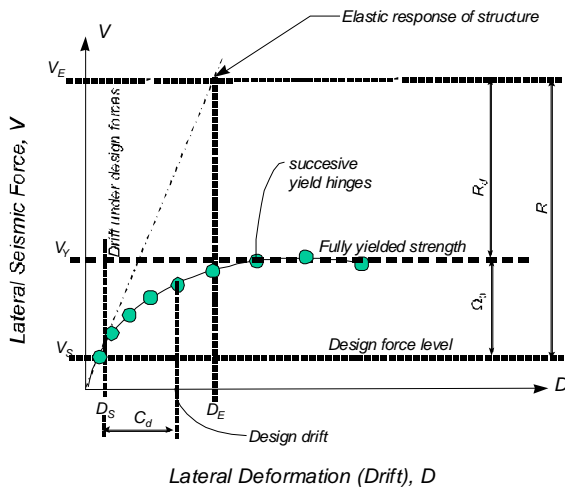 V
Elastic response of structure
V_E
Drift under design forces
succesive
yield hinges
R_d
R
Lateral Seismic Force, V
V_Y
Fully yielded strength
Ω_o
V_S
Design force level
D
D_S
C_d
D_E
Design drift
Lateral Deformation (Drift), D